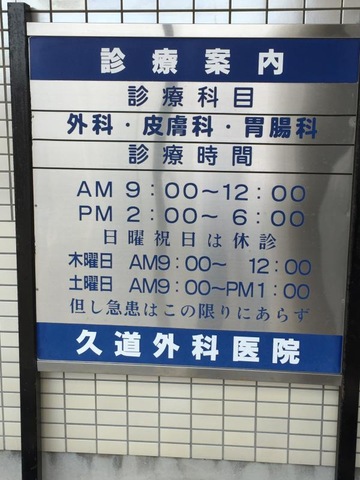 診療案内
診療科目
外科・皮膚科・胃腸科
診療時間
AM 9:00〜12:00
PM 2:00〜 6:00
日曜祝日は休診
木曜日 AM9:00〜 12:00
土曜日 AM9:00〜PM1:00
但し急患はこの限りにあらず
久道外科医院